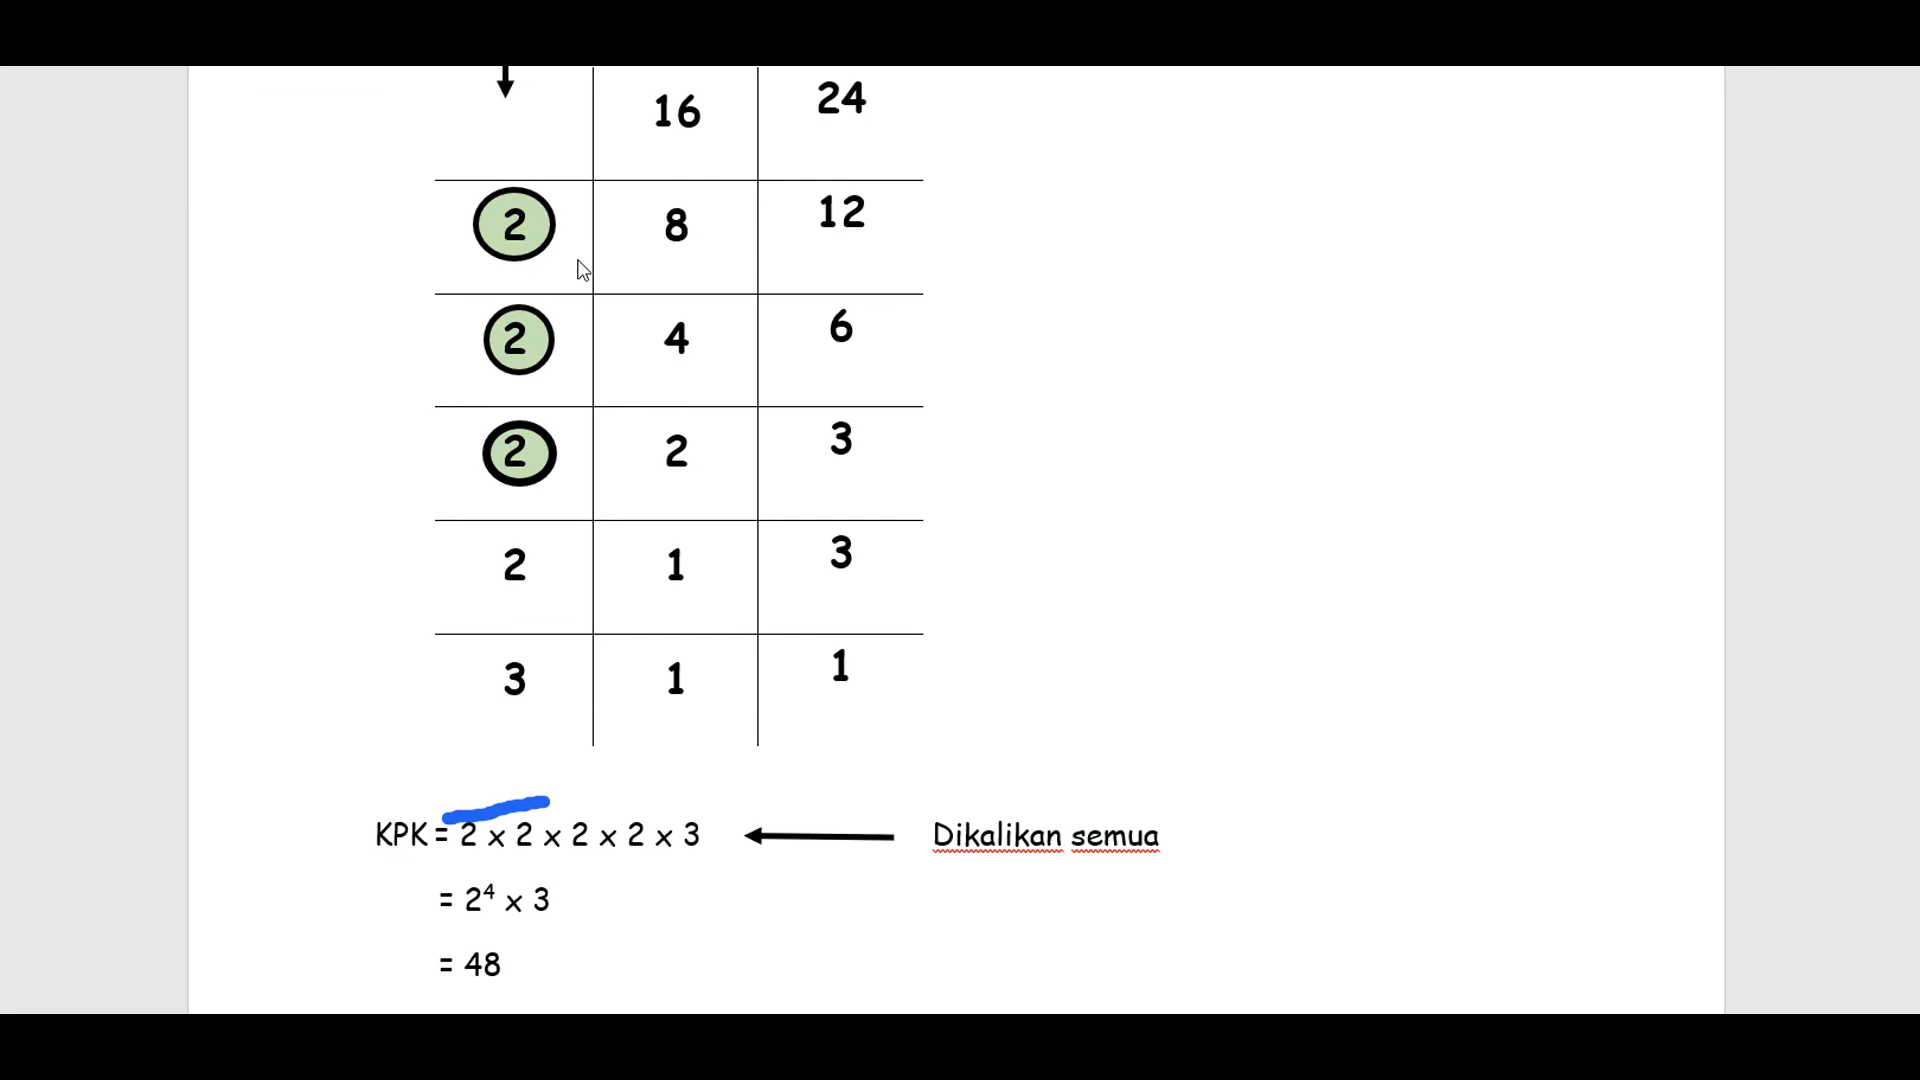 16 24
2 8 12
2 4 6
2 2 3
2 1 3
3 1 1
KPK = 2 x 2 x 2 x 2 x 3 Dikalikan semua
= 2⁴ x 3
= 48